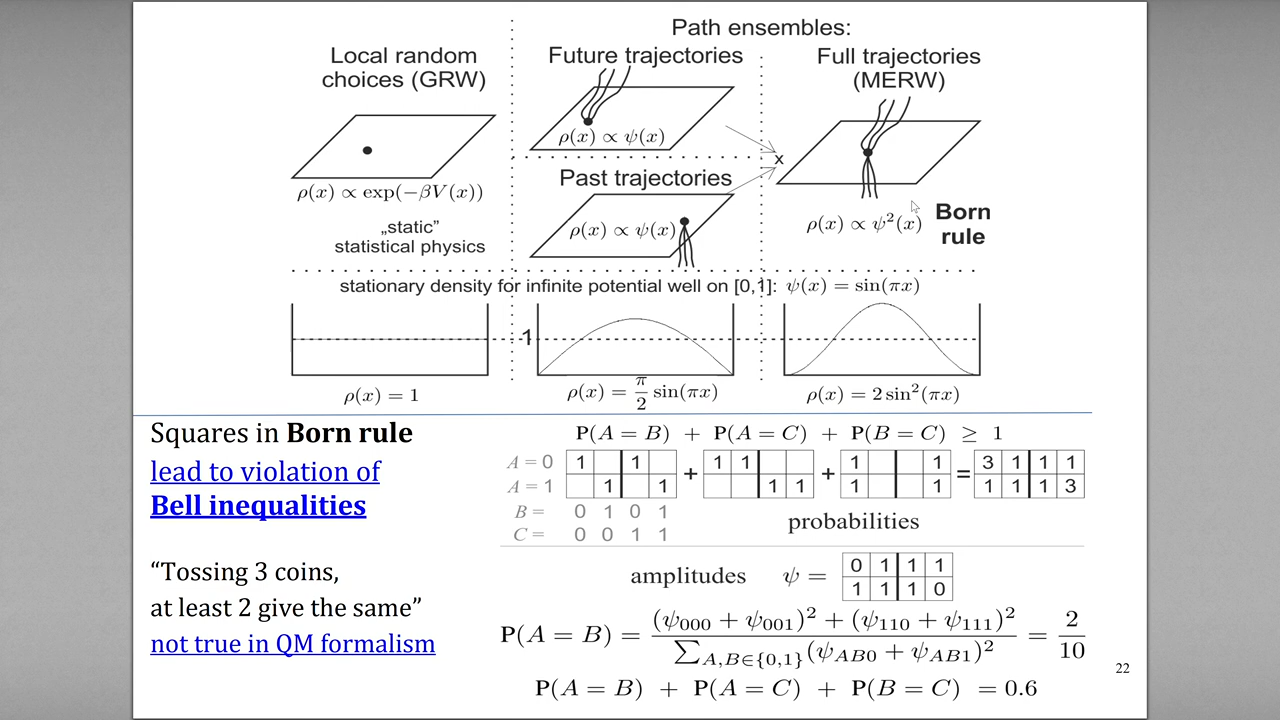 Path ensembles:
Local random
choices (GRW)
Future trajectories
Full trajectories
(MERW)
ρ(x) ∝ ψ(x)
x
Past trajectories
ρ(x) ∝ exp(−βV(x))
ρ(x) ∝ ψ(x)
ρ(x) ∝ ψ²(x)
Born
rule
„static”
statistical physics
stationary density for infinite potential well on [0,1]: ψ(x) = sin(πx)
1
ρ(x) = 1
ρ(x) = π/2 sin(πx)
ρ(x) = 2 sin²(πx)
Squares in Born rule
lead to violation of
Bell inequalities
“Tossing 3 coins,
at least 2 give the same”
not true in QM formalism
P(A = B) + P(A = C) + P(B = C) ≥ 1
A = 0 1 1 + 1 1 + 1 1 = 3 1 1 1
A = 1 1 1 1 1 1 1 1 1 1 3
B = 0 1 0 1
C = 0 0 1 1
probabilities
amplitudes ψ = 0 1 1 1
1 1 1 0
P(A = B) = (ψ₀₀₀ + ψ₀₀₁)² + (ψ₁₁₀ + ψ₁₁₁)² / ∑_{A,B∈{0,1}} (ψ_{AB0} + ψ_{AB1})² = 2/10
P(A = B) + P(A = C) + P(B = C) = 0.6
22